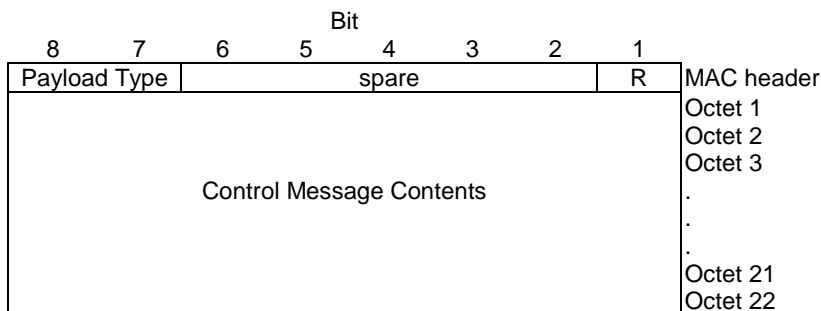 Bit
8 7 6 5 4 3 2 1
Payload Type spare R MAC header
Octet 1
Octet 2
Octet 3
Control Message Contents .
.
.
Octet 21
Octet 22